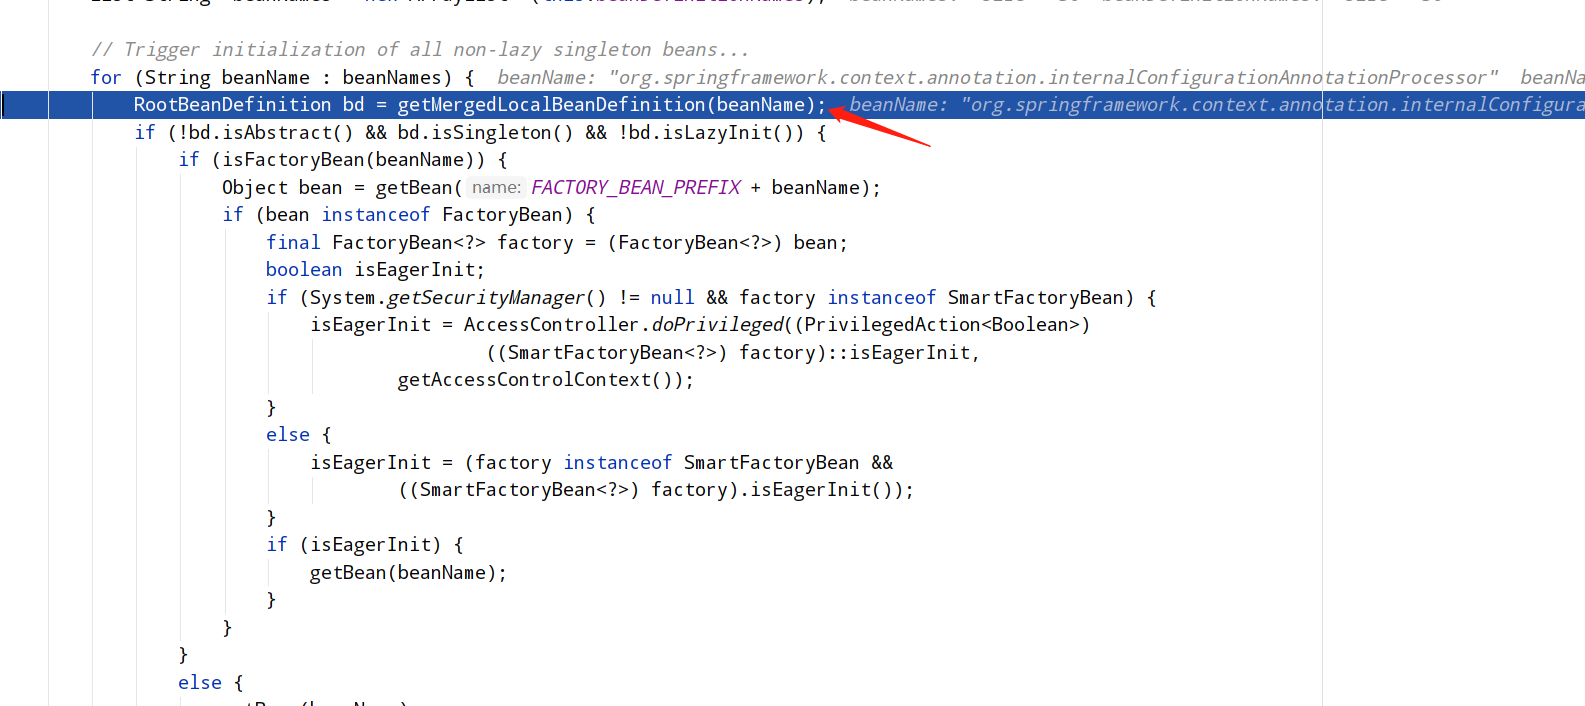 // Trigger initialization of all non-lazy singleton beans...
for (String beanName : beanNames) {  beanName: "org.springframework.context.annotation.internalConfigurationAnnotationProcessor"  beanNa
RootBeanDefinition bd = getMergedLocalBeanDefinition(beanName);  beanName: "org.springframework.context.annotation.internalConfigura
if (!bd.isAbstract() && bd.isSingleton() && !bd.isLazyInit()) {
if (isFactoryBean(beanName)) {
Object bean = getBean( name: FACTORY_BEAN_PREFIX + beanName);
if (bean instanceof FactoryBean) {
final FactoryBean<?> factory = (FactoryBean<?>) bean;
boolean isEagerInit;
if (System.getSecurityManager() != null && factory instanceof SmartFactoryBean) {
isEagerInit = AccessController.doPrivileged((PrivilegedAction<Boolean>)
((SmartFactoryBean<?>) factory)::isEagerInit,
getAccessControlContext());
}
else {
isEagerInit = (factory instanceof SmartFactoryBean &&
((SmartFactoryBean<?>) factory).isEagerInit());
}
if (isEagerInit) {
getBean(beanName);
}
}
}
else {